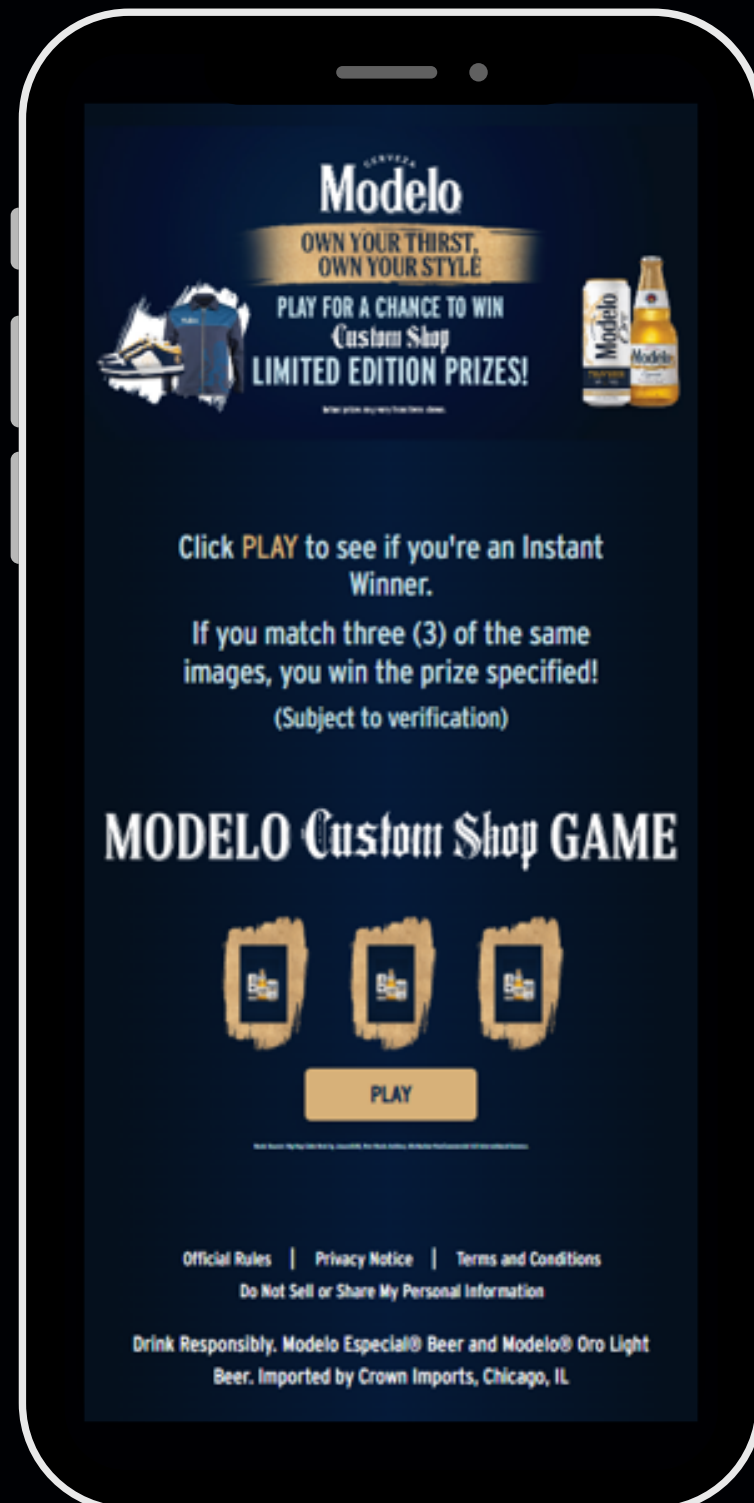 CERVEZA
Modelo
OWN YOUR THIRST,
OWN YOUR STYLE
PLAY FOR A CHANCE TO WIN
Custom Shop
LIMITED EDITION PRIZES!
Modelo
Oro
Modelo
Click PLAY to see if you're an Instant
Winner.
If you match three (3) of the same
images, you win the prize specified!
(Subject to verification)
MODELO Custom Shop GAME
PLAY
Official Rules | Privacy Notice | Terms and Conditions
Do Not Sell or Share My Personal Information
Drink Responsibly. Modelo Especial® Beer and Modelo® Oro Light
Beer. Imported by Crown Imports, Chicago, IL